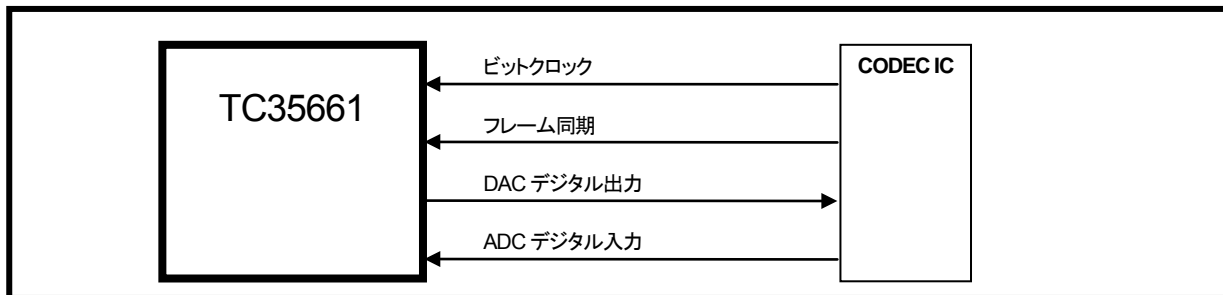 TC35661
ビットクロック
フレーム同期
DAC デジタル出力
ADC デジタル入力
CODEC IC